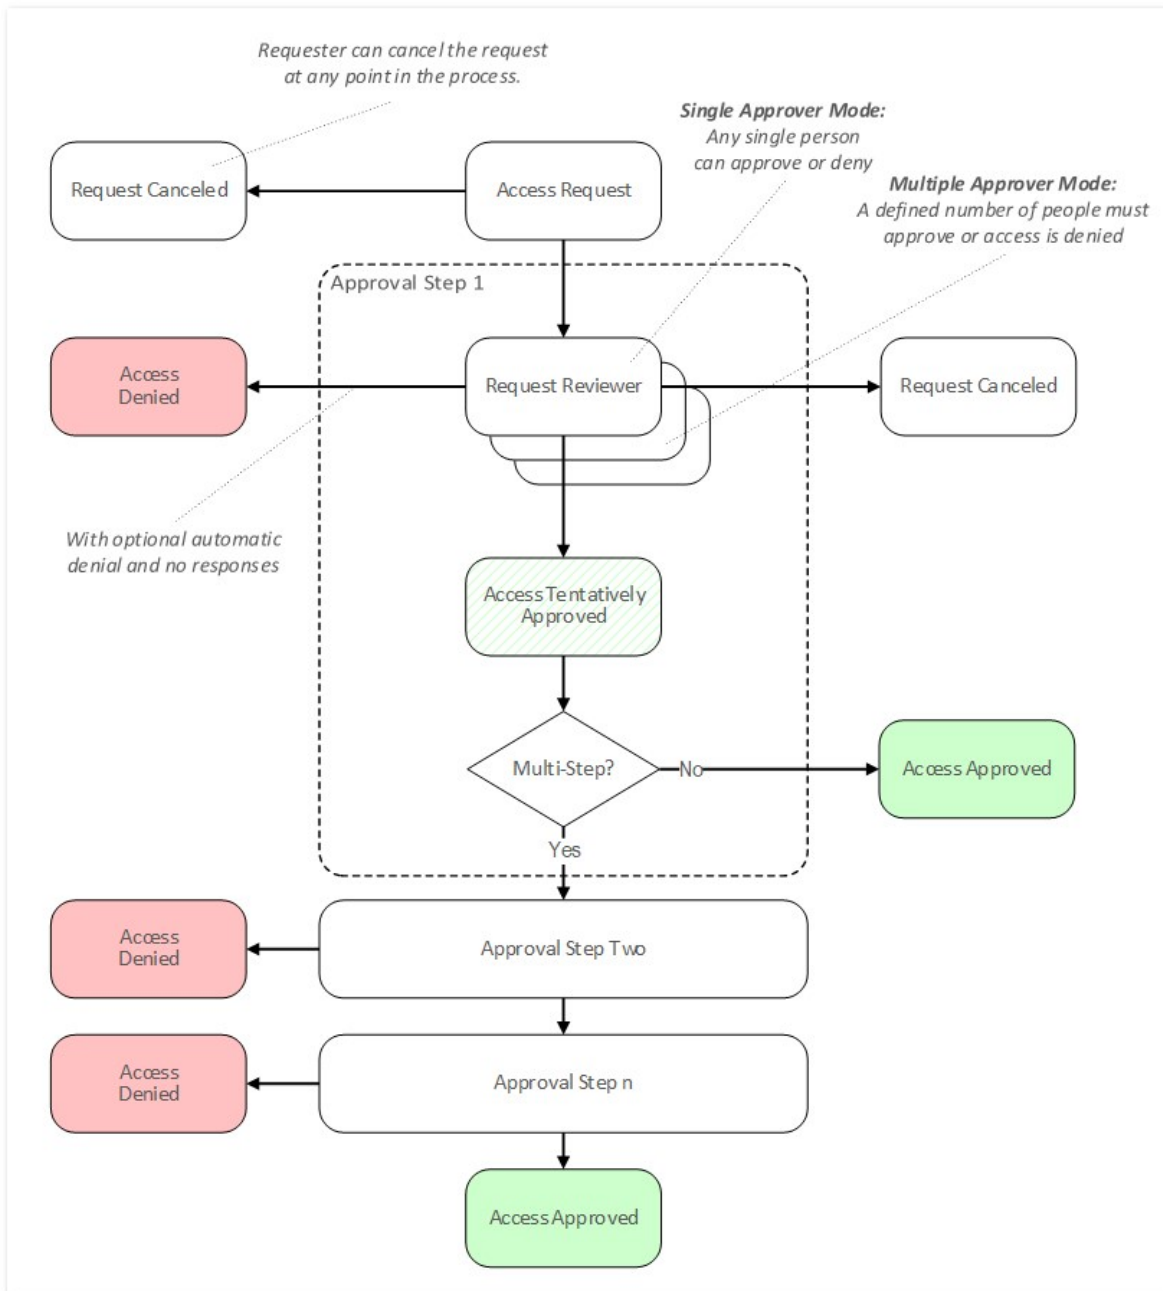 Requester can cancel the request
at any point in the process.
Single Approver Mode:
Any single person
can approve or deny
Multiple Approver Mode:
A defined number of people must
approve or access is denied
Request Canceled
Access Request
Approval Step 1
Access
Denied
Request Reviewer
Request Canceled
With optional automatic
denial and no responses
Access Tentatively
Approved
Multi-Step?
No
Access Approved
Yes
Access
Denied
Approval Step Two
Access
Denied
Approval Step n
Access Approved